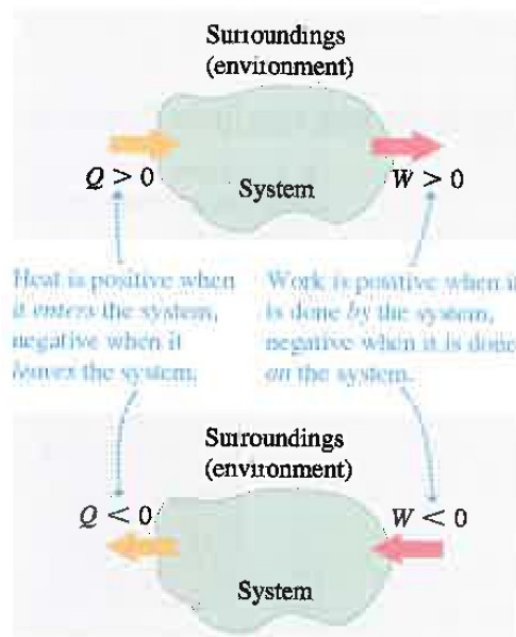 Surroundings
(environment)
Q > 0
System
W > 0
Heat is positive when
it enters the system,
negative when it
leaves the system.
Work is positive when it
is done by the system,
negative when it is done
on the system.
Surroundings
(environment)
Q < 0
W < 0
System